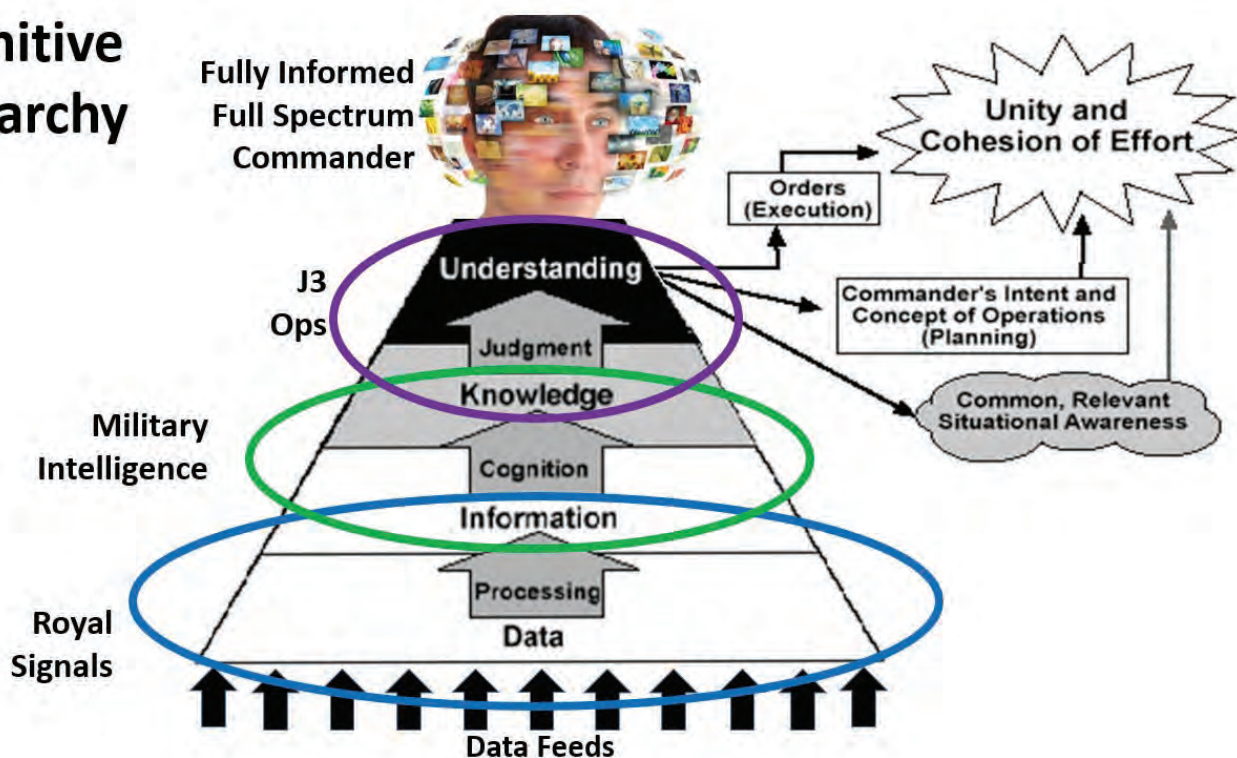 nitive
archy
Fully Informed
Full Spectrum
Commander
Unity and
Cohesion of Effort
Orders
(Execution)
J3
Ops
Understanding
Commander's Intent and
Concept of Operations
(Planning)
Judgment
Knowledge
Common, Relevant
Situational Awareness
Military
Intelligence
Cognition
Information
Processing
Royal
Signals
Data
Data Feeds